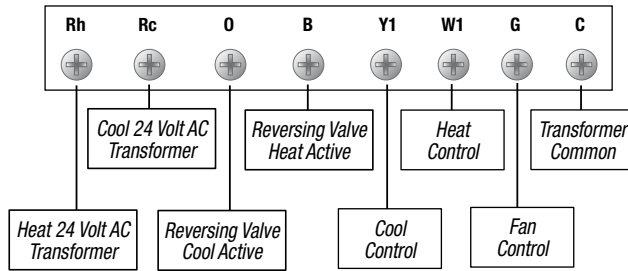 Rh Rc O B Y1 W1 G C
Cool 24 Volt AC
Transformer
Reversing Valve
Heat Active
Heat
Control
Transformer
Common
Heat 24 Volt AC
Transformer
Reversing Valve
Cool Active
Cool
Control
Fan
Control